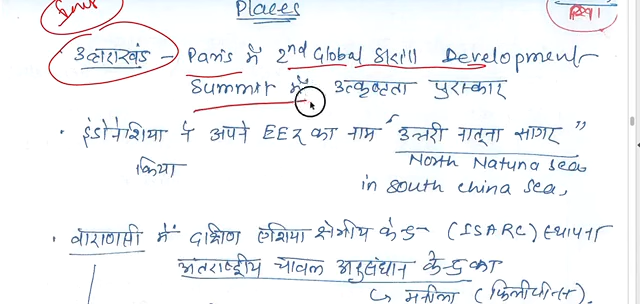 Places
उत्तराखंड - Paris में 2nd Global Skill Development
Summit में उत्कृष्टता पुरस्कार
• इंडोनेशिया ने अपने EEZ का नाम "उत्तरी नातूना सागर"
किया
North Natuna Sea
in South China Sea,
• वाराणसी में दक्षिण एशिया क्षेत्रीय केन्द्र (ISARC) स्थापना
अंतराष्ट्रीय चावल अनुसंधान केन्द्र का
↳ मनीला (फिलीपीन्स)